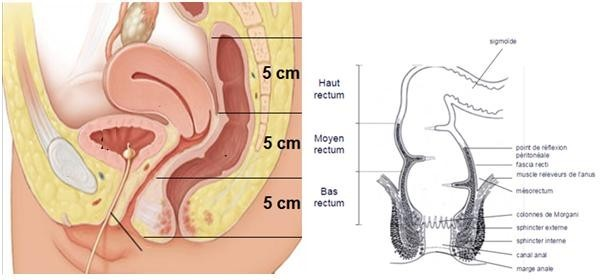 5 cm
5 cm
5 cm
Haut
rectum
Moyen
rectum
Bas
rectum
sigmoïde
point de réflexion
péritonéale
fascia recti
muscle releveurs de l'anus
mésorectum
colonnes de Morgani
sphincter externe
sphincter interne
canal anal
marge anale